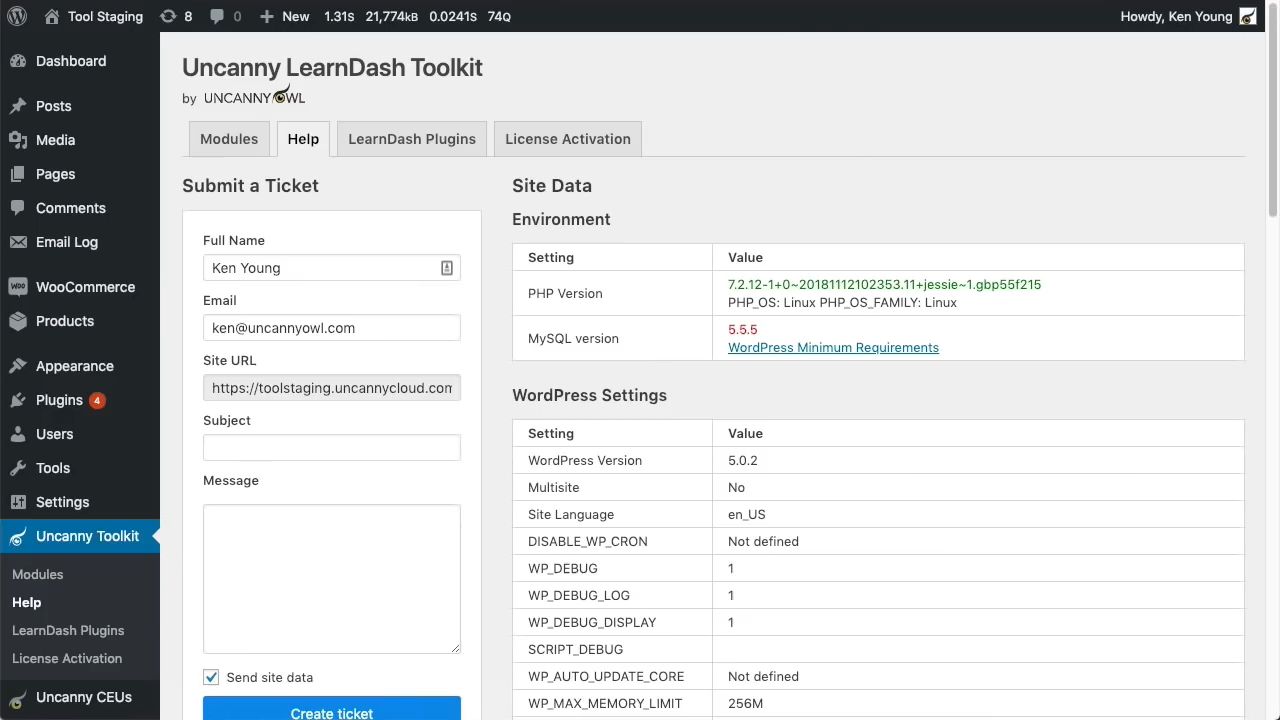 Tool Staging 8 0 New 1.31S 21,774KB 0.0241S 74Q Howdy, Ken Young
Dashboard
Posts
Media
Pages
Comments
Email Log
WooCommerce
Products
Appearance
Plugins 4
Users
Tools
Settings
Uncanny Toolkit
Modules
Help
LearnDash Plugins
License Activation
Uncanny CEUs
Uncanny LearnDash Toolkit
by UNCANNY OWL
Modules Help LearnDash Plugins License Activation
Submit a Ticket
Full Name
Ken Young
Email
ken@uncannyowl.com
Site URL
https://toolstaging.uncannycloud.com
Subject
Message
Send site data
Create ticket
Site Data
Environment
Setting Value
PHP Version 7.2.12-1+0~20181112102353.11+jessie~1.gbp55f215
PHP_OS: Linux PHP_OS_FAMILY: Linux
MySQL version 5.5.5
WordPress Minimum Requirements
WordPress Settings
Setting Value
WordPress Version 5.0.2
Multisite No
Site Language en_US
DISABLE_WP_CRON Not defined
WP_DEBUG 1
WP_DEBUG_LOG 1
WP_DEBUG_DISPLAY 1
SCRIPT_DEBUG
WP_AUTO_UPDATE_CORE Not defined
WP_MAX_MEMORY_LIMIT 256M